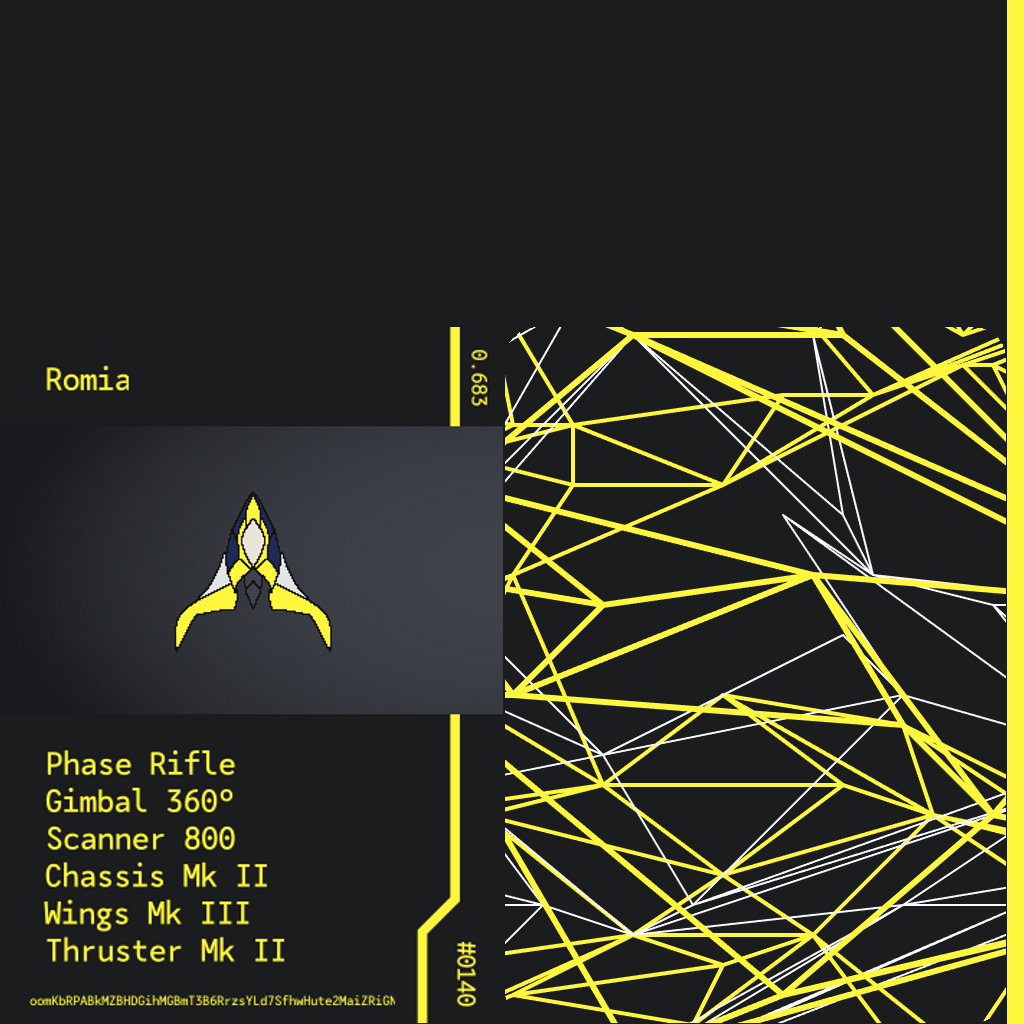 Romia
0.683
Phase Rifle
Gimbal 360°
Scanner 800
Chassis Mk II
Wings Mk III
Thruster Mk II
#0140
oomKbRPABkMZBHDGihMGBmT3B6RrzsYLd7SfhwHute2MaiZRiGN